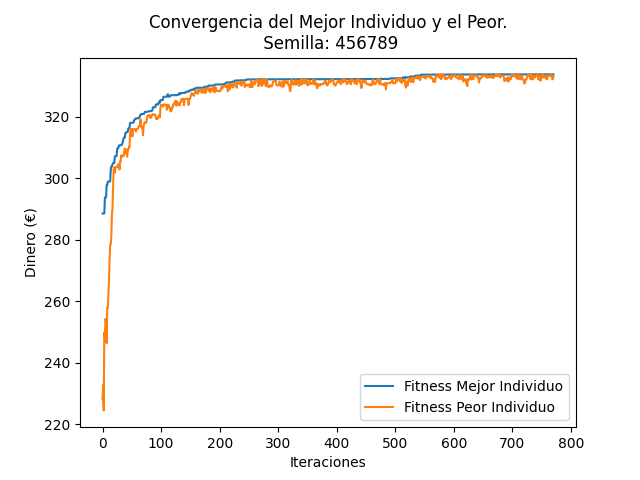 Convergencia del Mejor Individuo y el Peor.
Semilla: 456789
Dinero (€)
320
300
280
260
240
220
0 100 200 300 400 500 600 700 800
Iteraciones
Fitness Mejor Individuo
Fitness Peor Individuo